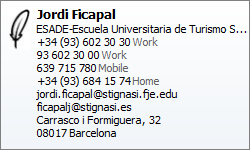 Jordi Ficapal
ESADE-Escuela Universitaria de Turismo S...
+34 (93) 602 30 30 Work
93 602 30 00 Work
639 715 780 Mobile
+34 (93) 684 15 74 Home
jordi.ficapal@stignasi.fje.edu
ficapalj@stignasi.es
Carrasco i Formiguera, 32
08017 Barcelona